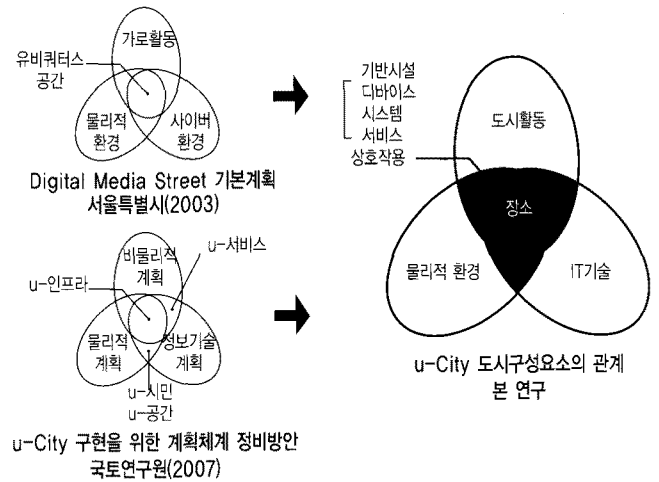 가로활동
유비쿼터스
공간
물리적
환경
사이버
환경
Digital Media Street 기본계획
서울특별시(2003)
비물리적
계획
u-서비스
u-인프라
물리적
계획
정보기술
계획
u-시민
u-공간
u-City 구현을 위한 계획체계 정비방안
국토연구원(2007)
기반시설
디바이스
시스템
서비스
상호작용
도시활동
장소
물리적 환경
IT기술
u-City 도시구성요소의 관계
본 연구